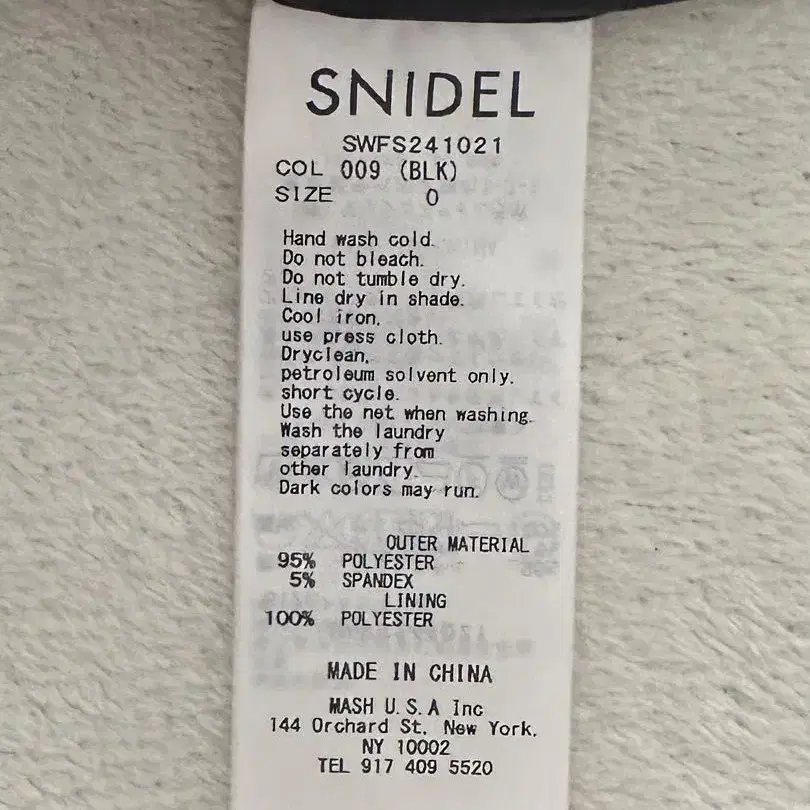 SNIDEL
SWFS241021
COL 009 (BLK)
SIZE 0
Hand wash cold.
Do not bleach.
Do not tumble dry.
Line dry in shade.
Cool iron,
use press cloth.
Dryclean,
petroleum solvent only.
short cycle.
Use the net when washing.
Wash the laundry
separately from
other laundry.
Dark colors may run.
OUTER MATERIAL
95% POLYESTER
5% SPANDEX
LINING
100% POLYESTER
MADE IN CHINA
MASH U.S.A Inc
144 Orchard St, New York,
NY 10002
TEL 917 409 5520